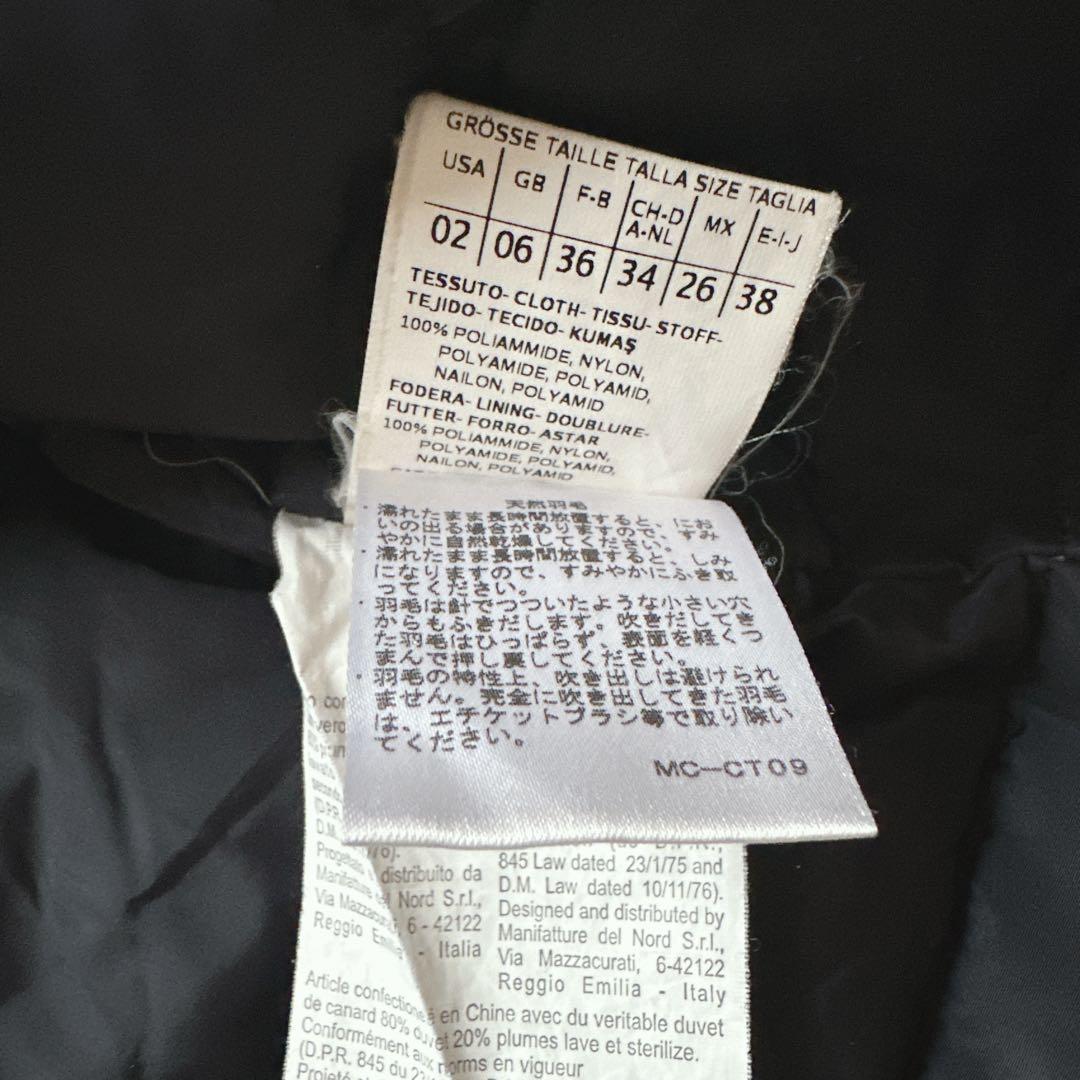 GRÖSSE TAILLE TALLA SIZE TAGLIA
USA GB F-B CH-D A-NL MX E-I-J
02 06 36 34 26 38
TESSUTO- CLOTH- TISSU- STOFF-
TEJIDO- TECIDO- KUMAŞ
100% POLIAMMIDE, NYLON,
POLYAMIDE, POLYAMID,
NAILON, POLYAMID
FODERA- LINING- DOUBLURE-
FUTTER- FORRO- ASTAR
100% POLIAMMIDE, NYLON,
POLYAMIDE, POLYAMID,
NAILON, POLYAMID
天然羽毛
・濡れたまま長時間放置すると、にお
いの出る場合がありますので、すみ
やかに自然乾燥してください。
・濡れたまま長時間放置すると、しみ
になりますので、すみやかにふき取
ってください。
・羽毛は針でつついたような小さい穴
からもふきだします。吹きだしてき
た羽毛はひっぱらず、表面を軽くつ
まんで押し戻してください。
・羽毛の特性上、吹き出しは避けられ
ません。完全に吹き出してきた羽毛
は、エチケットブラシ等で取り除い
てください。
MC-CT09
distribuito da
Manifatture del Nord S.r.l.,
Via Mazzacurati, 6 - 42122
Reggio Emilia - Italia
845 Law dated 23/1/75 and
D.M. Law dated 10/11/76).
Designed and distributed by
Manifatture del Nord S.r.l.,
Via Mazzacurati, 6-42122
Reggio Emilia - Italy
Article confectionné en Chine avec du veritable duvet
de canard 80% duvet 20% plumes lave et sterilize.
Conformément aux normes en vigueur
(D.P.R. 845 du